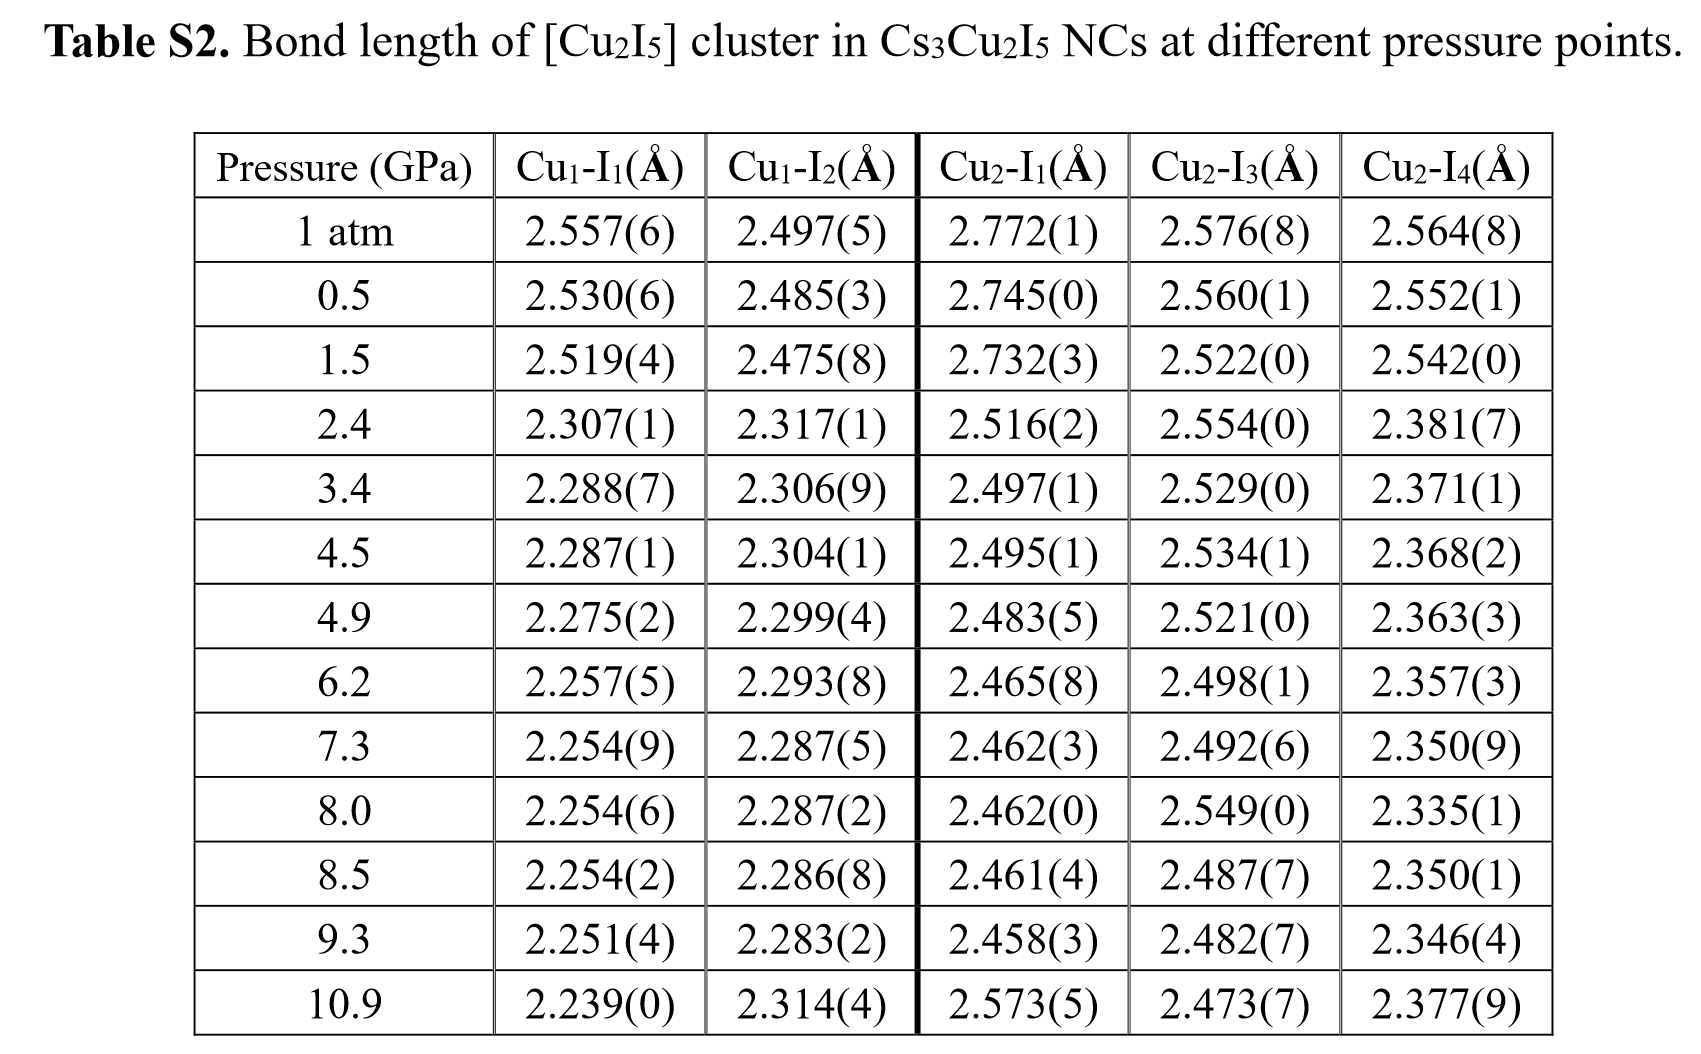 Table S2. Bond length of [Cu2I5] cluster in Cs3Cu2I5 NCs at different pressure points.
Pressure (GPa) Cu1-I1(Å) Cu1-I2(Å) Cu2-I1(Å) Cu2-I3(Å) Cu2-I4(Å)
1 atm 2.557(6) 2.497(5) 2.772(1) 2.576(8) 2.564(8)
0.5 2.530(6) 2.485(3) 2.745(0) 2.560(1) 2.552(1)
1.5 2.519(4) 2.475(8) 2.732(3) 2.522(0) 2.542(0)
2.4 2.307(1) 2.317(1) 2.516(2) 2.554(0) 2.381(7)
3.4 2.288(7) 2.306(9) 2.497(1) 2.529(0) 2.371(1)
4.5 2.287(1) 2.304(1) 2.495(1) 2.534(1) 2.368(2)
4.9 2.275(2) 2.299(4) 2.483(5) 2.521(0) 2.363(3)
6.2 2.257(5) 2.293(8) 2.465(8) 2.498(1) 2.357(3)
7.3 2.254(9) 2.287(5) 2.462(3) 2.492(6) 2.350(9)
8.0 2.254(6) 2.287(2) 2.462(0) 2.549(0) 2.335(1)
8.5 2.254(2) 2.286(8) 2.461(4) 2.487(7) 2.350(1)
9.3 2.251(4) 2.283(2) 2.458(3) 2.482(7) 2.346(4)
10.9 2.239(0) 2.314(4) 2.573(5) 2.473(7) 2.377(9)